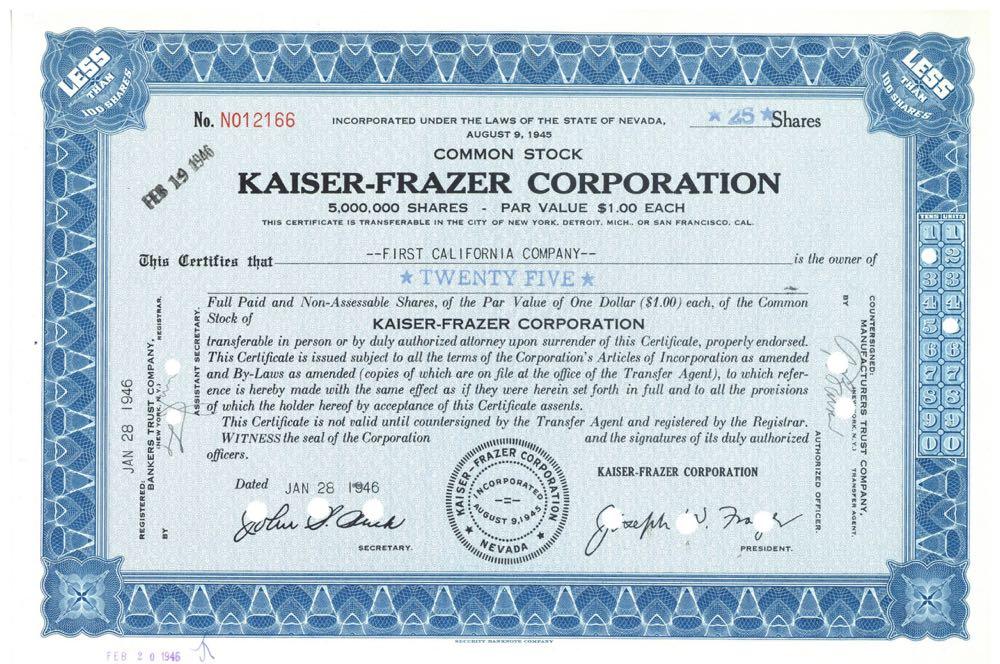 LESS
THAN
100 SHARES
LESS
THAN
100 SHARES
No. N012166
INCORPORATED UNDER THE LAWS OF THE STATE OF NEVADA,
AUGUST 9, 1945
★ 25 ★ Shares
FEB 19 1946
COMMON STOCK
KAISER-FRAZER CORPORATION
5,000,000 SHARES - PAR VALUE $1.00 EACH
THIS CERTIFICATE IS TRANSFERABLE IN THE CITY OF NEW YORK, DETROIT, MICH., OR SAN FRANCISCO, CAL.
This Certifies that --FIRST CALIFORNIA COMPANY-- is the owner of
★ TWENTY FIVE ★
Full Paid and Non-Assessable Shares, of the Par Value of One Dollar ($1.00) each, of the Common
Stock of
KAISER-FRAZER CORPORATION
transferable in person or by duly authorized attorney upon surrender of this Certificate, properly endorsed.
This Certificate is issued subject to all the terms of the Corporation's Articles of Incorporation as amended
and By-Laws as amended (copies of which are on file at the office of the Transfer Agent), to which refer-
ence is hereby made with the same effect as if they were herein set forth in full and to all the provisions
of which the holder hereof by acceptance of this Certificate assents.
This Certificate is not valid until countersigned by the Transfer Agent and registered by the Registrar.
WITNESS the seal of the Corporation and the signatures of its duly authorized
officers.
KAISER-FRAZER CORPORATION
Dated JAN 28 1946
SECRETARY.
Joseph W. Frazer
PRESIDENT.
KAISER-FRAZER CORPORATION
INCORPORATED
AUGUST 9, 1945
NEVADA
JAN 28 1946
REGISTERED:
BANKERS TRUST COMPANY,
(NEW YORK, N.Y.)
REGISTRAR.
BY
ASSISTANT SECRETARY.
COUNTERSIGNED:
MANUFACTURERS TRUST COMPANY,
TRANSFER AGENT.
BY
AUTHORIZED OFFICER.
TENS UNITS
1 1
2
3 3
4 4
5
6 6
7 7
8 8
9 9
0 0
SECURITY BANKNOTE COMPANY
FEB 20 1946